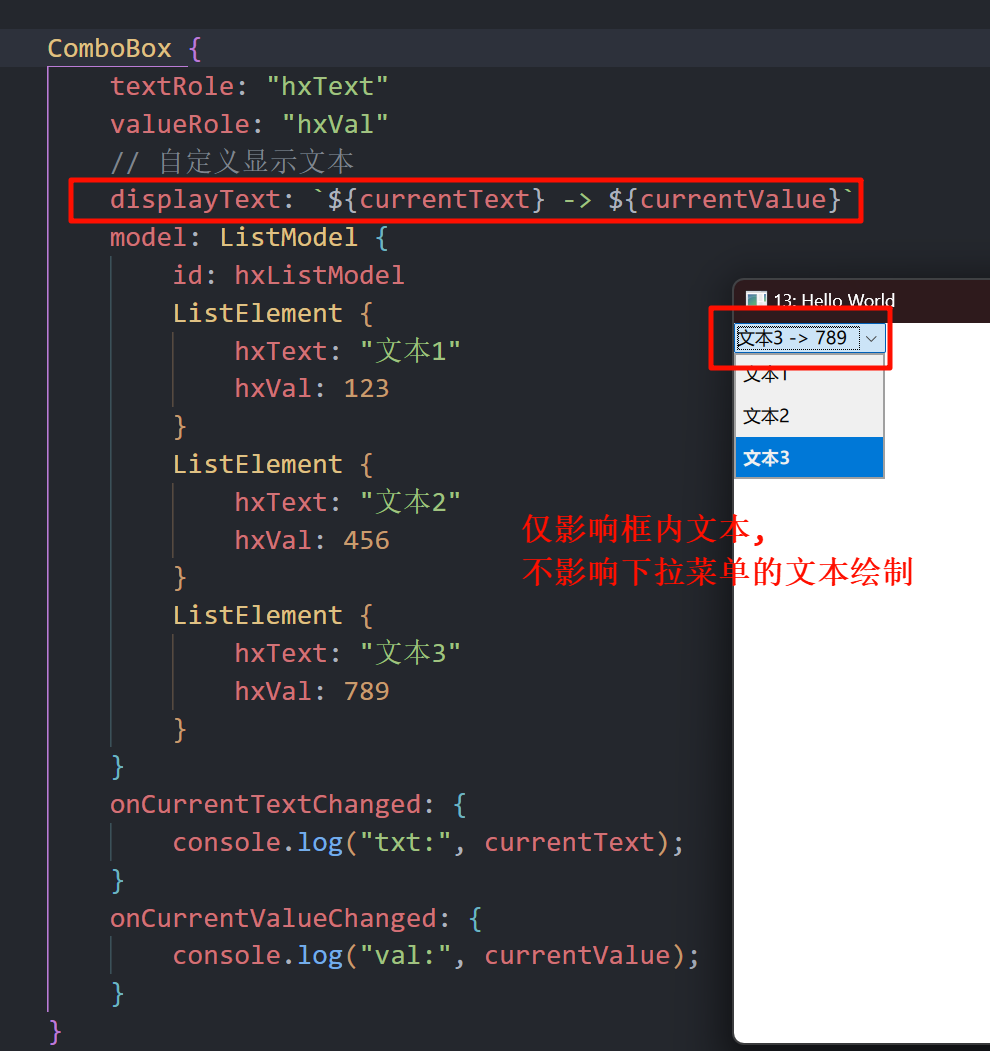 ComboBox {
textRole: "hxText"
valueRole: "hxVal"
// 自定义显示文本
displayText: `${currentText} -> ${currentValue}`
model: ListModel {
id: hxListModel
ListElement {
hxText: "文本1"
hxVal: 123
}
ListElement {
hxText: "文本2"
hxVal: 456
}
ListElement {
hxText: "文本3"
hxVal: 789
}
}
onCurrentTextChanged: {
console.log("txt:", currentText);
}
onCurrentValueChanged: {
console.log("val:", currentValue);
}
}
13: Hello World
文本3 -> 789
文本1
文本2
文本3
仅影响框内文本,
不影响下拉菜单的文本绘制